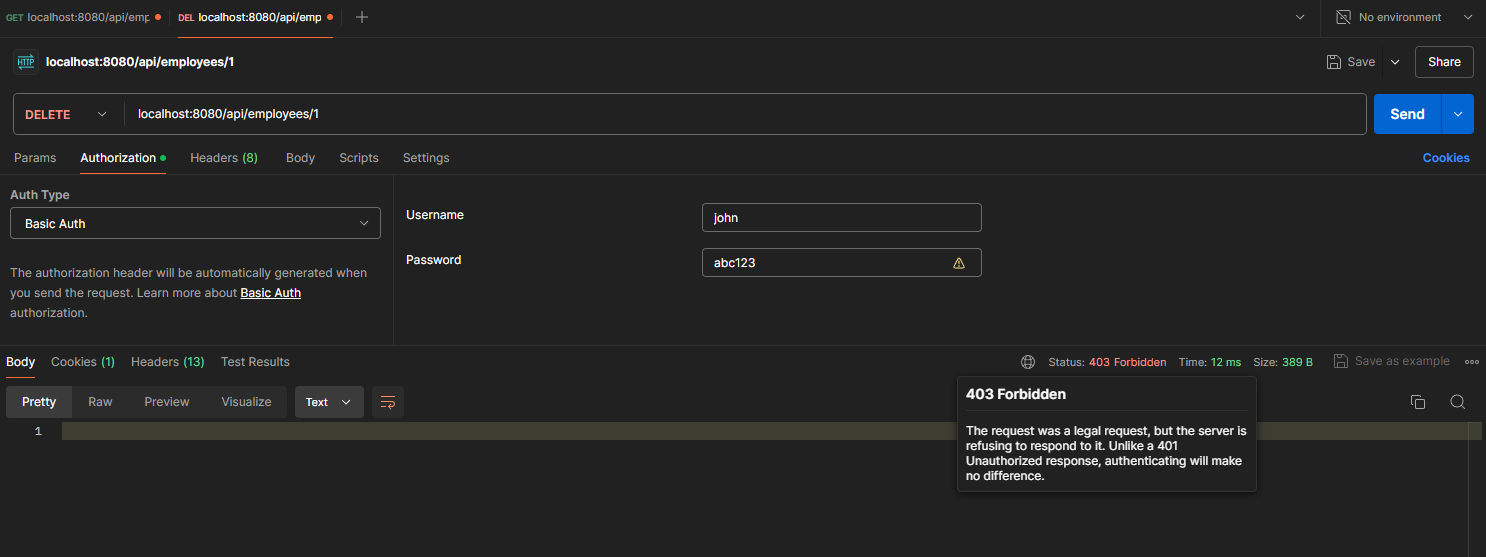 GET localhost:8080/api/emp
DEL localhost:8080/api/emp
No environment
HTTP localhost:8080/api/employees/1
Save
Share
DELETE
localhost:8080/api/employees/1
Send
Params
Authorization
Headers (8)
Body
Scripts
Settings
Cookies
Auth Type
Basic Auth
The authorization header will be automatically generated when
you send the request. Learn more about Basic Auth
authorization.
Username
john
Password
abc123
Body
Cookies (1)
Headers (13)
Test Results
Status: 403 Forbidden
Time: 12 ms
Size: 389 B
Save as example
Pretty
Raw
Preview
Visualize
Text
1
403 Forbidden
The request was a legal request, but the server is
refusing to respond to it. Unlike a 401
Unauthorized response, authenticating will make
no difference.